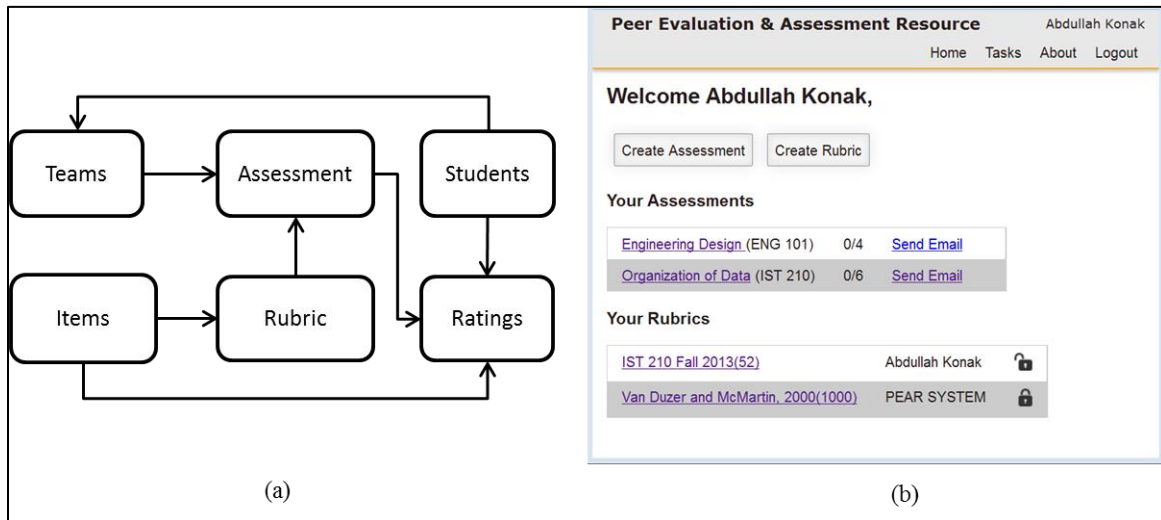 Teams
Assessment
Students
Items
Rubric
Ratings
(a)
Peer Evaluation & Assessment Resource
Abdullah Konak
Home Tasks About Logout
Welcome Abdullah Konak,
Create Assessment Create Rubric
Your Assessments
Engineering Design (ENG 101) 0/4 Send Email
Organization of Data (IST 210) 0/6 Send Email
Your Rubrics
IST 210 Fall 2013(52) Abdullah Konak
Van Duzer and McMartin, 2000(1000) PEAR SYSTEM
(b)